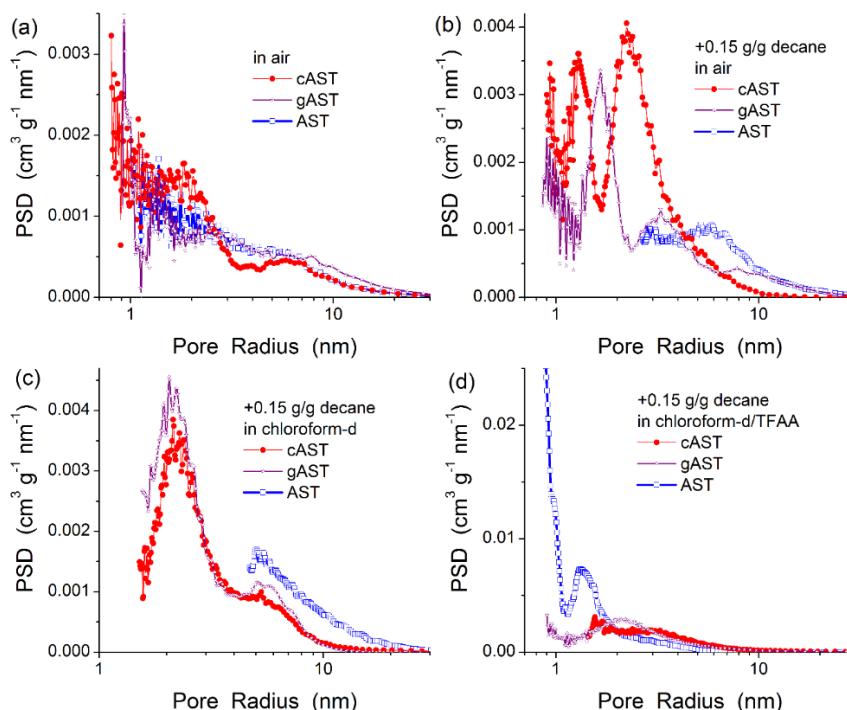 (a)
in air
cAST
gAST
AST
PSD (cm³ g⁻¹ nm⁻¹)
0.003
0.002
0.001
0.000
1
10
Pore Radius (nm)
(b)
+0.15 g/g decane
in air
cAST
gAST
AST
PSD (cm³ g⁻¹ nm⁻¹)
0.004
0.003
0.002
0.001
0.000
1
10
Pore Radius (nm)
(c)
+0.15 g/g decane
in chloroform-d
cAST
gAST
AST
PSD (cm³ g⁻¹ nm⁻¹)
0.004
0.003
0.002
0.001
0.000
1
10
Pore Radius (nm)
(d)
+0.15 g/g decane
in chloroform-d/TFAA
cAST
gAST
AST
PSD (cm³ g⁻¹ nm⁻¹)
0.02
0.01
0.00
1
10
Pore Radius (nm)